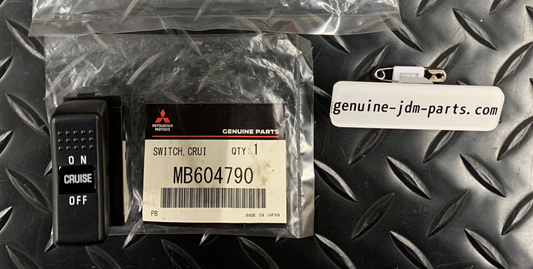 ON
CRUISE
OFF
MITSUBISHI
MOTORS
GENUINE PARTS
SWITCH, CRUI QTY: 1
MB604790
PB MADE IN JAPAN
genuine-jdm-parts.com